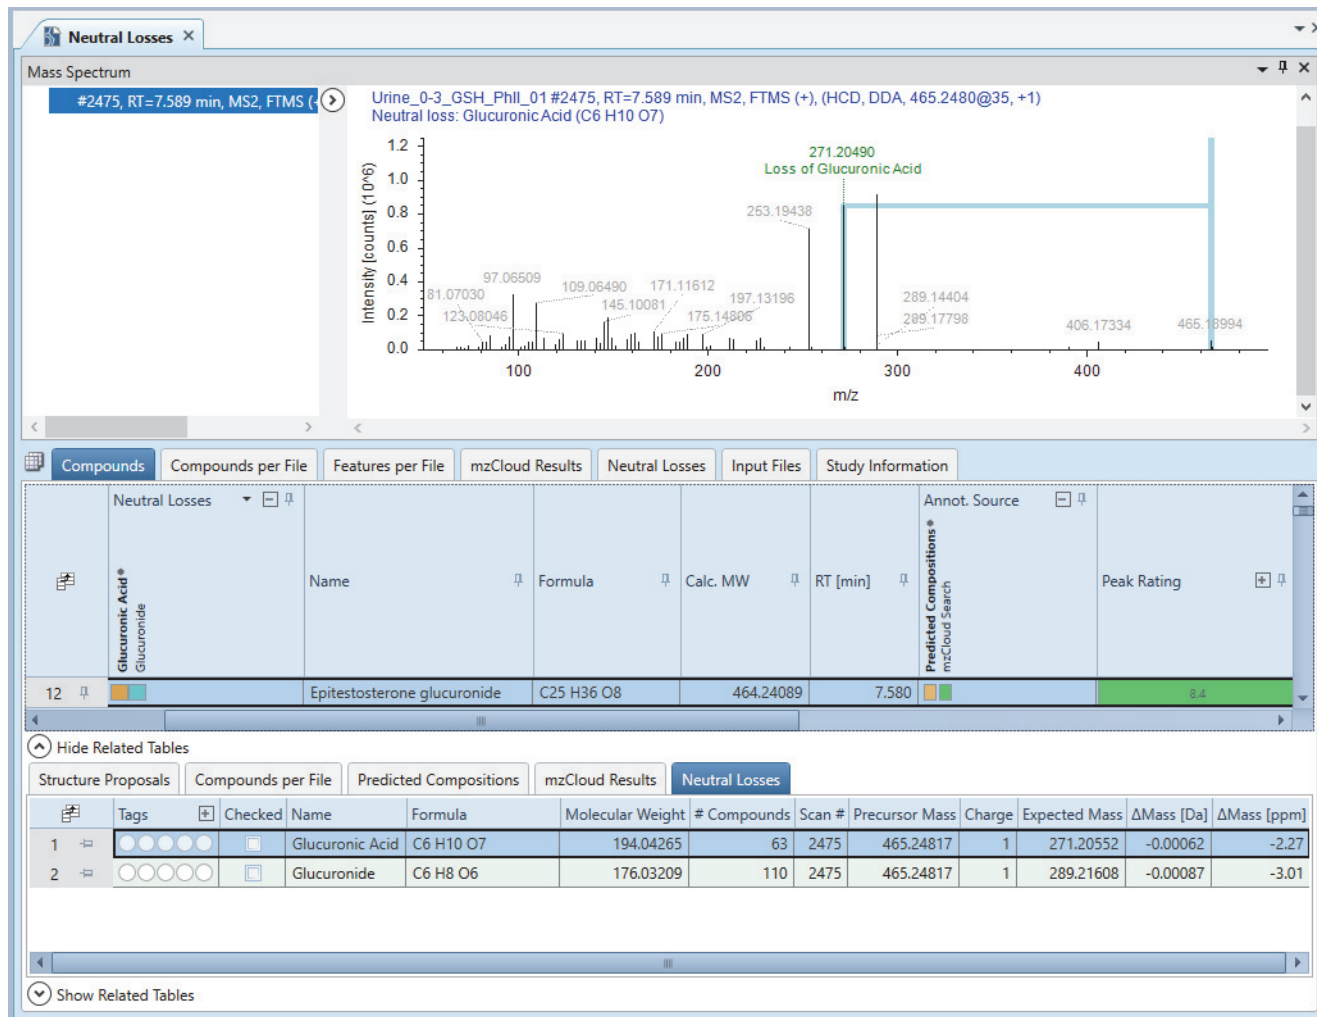 Neutral Losses
Mass Spectrum
#2475, RT=7.589 min, MS2, FTMS (+
Urine_0-3_GSH_PhII_01 #2475, RT=7.589 min, MS2, FTMS (+), (HCD, DDA, 465.2480@35, +1)
Neutral loss: Glucuronic Acid (C6 H10 O7)
Intensity [counts] (10^6)
1.2
1.0
0.8
0.6
0.4
0.2
0.0
271.20490
Loss of Glucuronic Acid
253.19438
97.06509
81.07030
109.06490
171.11612
123.08046
145.10081
197.13196
175.14806
289.14404
289.17798
406.17334
465.18994
100 200 300 400
m/z
Compounds Compounds per File Features per File mzCloud Results Neutral Losses Input Files Study Information
Neutral Losses Annot. Source
Glucuronic Acid
Glucuronide
Name Formula Calc. MW RT [min] Peak Rating
Predicted Compositions
mzCloud Search
12 Epitestosterone glucuronide C25 H36 O8 464.24089 7.580 8.4
Hide Related Tables
Structure Proposals Compounds per File Predicted Compositions mzCloud Results Neutral Losses
Tags Checked Name Formula Molecular Weight # Compounds Scan # Precursor Mass Charge Expected Mass ΔMass [Da] ΔMass [ppm]
1 Glucuronic Acid C6 H10 O7 194.04265 63 2475 465.24817 1 271.20552 -0.00062 -2.27
2 Glucuronide C6 H8 O6 176.03209 110 2475 465.24817 1 289.21608 -0.00087 -3.01
Show Related Tables